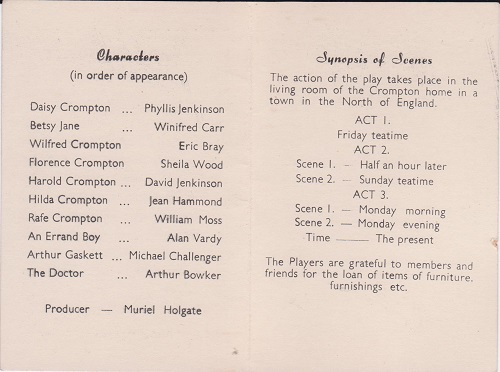 Characters
(in order of appearance)
Daisy Crompton ... Phyllis Jenkinson
Betsy Jane ... Winifred Carr
Wilfred Crompton Eric Bray
Florence Crompton Sheila Wood
Harold Crompton ... David Jenkinson
Hilda Crompton ... Jean Hammond
Rafe Crompton ... William Moss
An Errand Boy ... Alan Vardy
Arthur Gaskett ... Michael Challenger
The Doctor ... Arthur Bowker
Producer — Muriel Holgate
Synopsis of Scenes
The action of the play takes place in the
living room of the Crompton home in a
town in the North of England.
ACT 1.
Friday teatime
ACT 2.
Scene 1. – Half an hour later
Scene 2. – Sunday teatime
ACT 3.
Scene 1. — Monday morning
Scene 2. — Monday evening
Time —— The present
The Players are grateful to members and
friends for the loan of items of furniture,
furnishings etc.